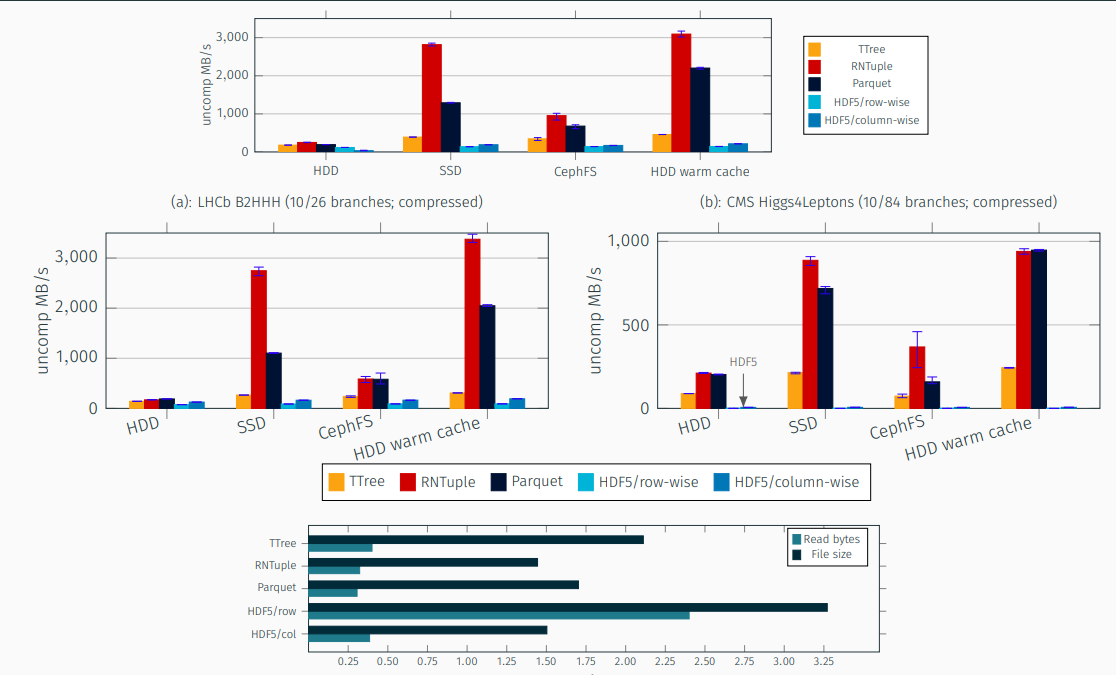 uncomp MB/s
3,000
2,000
1,000
0
HDD
SSD
CephFS
HDD warm cache
TTree
RNTuple
Parquet
HDF5/row-wise
HDF5/column-wise
(a): LHCb B2HHH (10/26 branches; compressed)
uncomp MB/s
3,000
2,000
1,000
0
HDD
SSD
CephFS
HDD warm cache
(b): CMS Higgs4Leptons (10/84 branches; compressed)
uncomp MB/s
1,000
500
0
HDF5
HDD
SSD
CephFS
HDD warm cache
TTree RNTuple Parquet HDF5/row-wise HDF5/column-wise
Read bytes
File size
TTree
RNTuple
Parquet
HDF5/row
HDF5/col
0.25 0.50 0.75 1.00 1.25 1.50 1.75 2.00 2.25 2.50 2.75 3.00 3.25